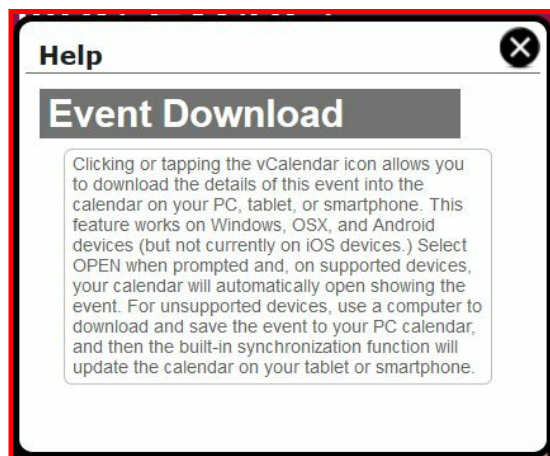 Help
Event Download
Clicking or tapping the vCalendar icon allows you
to download the details of this event into the
calendar on your PC, tablet, or smartphone. This
feature works on Windows, OSX, and Android
devices (but not currently on iOS devices.) Select
OPEN when prompted and, on supported devices,
your calendar will automatically open showing the
event. For unsupported devices, use a computer to
download and save the event to your PC calendar,
and then the built-in synchronization function will
update the calendar on your tablet or smartphone.